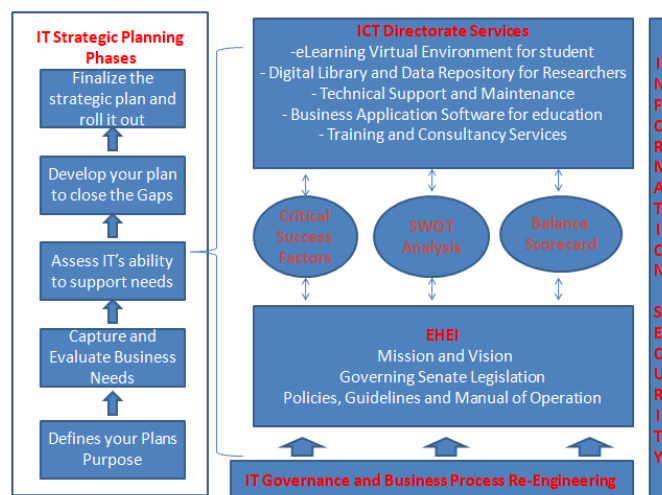 IT Strategic Planning
Phases
Finalize the
strategic plan and
roll it out
Develop your plan
to close the Gaps
Assess IT's ability
to support needs
Capture and
Evaluate Business
Needs
Defines your Plans
Purpose
ICT Directorate Services
-eLearning Virtual Environment for student
- Digital Library and Data Repository for Researchers
- Technical Support and Maintenance
- Business Application Software for education
- Training and Consultancy Services
Critical
Success
Factors
SWOT
Analysis
Balance
Scorecard
EHEI
Mission and Vision
Governing Senate Legislation
Policies, Guidelines and Manual of Operation
IT Governance and Business Process Re-Engineering
INFORMATION SECURITY